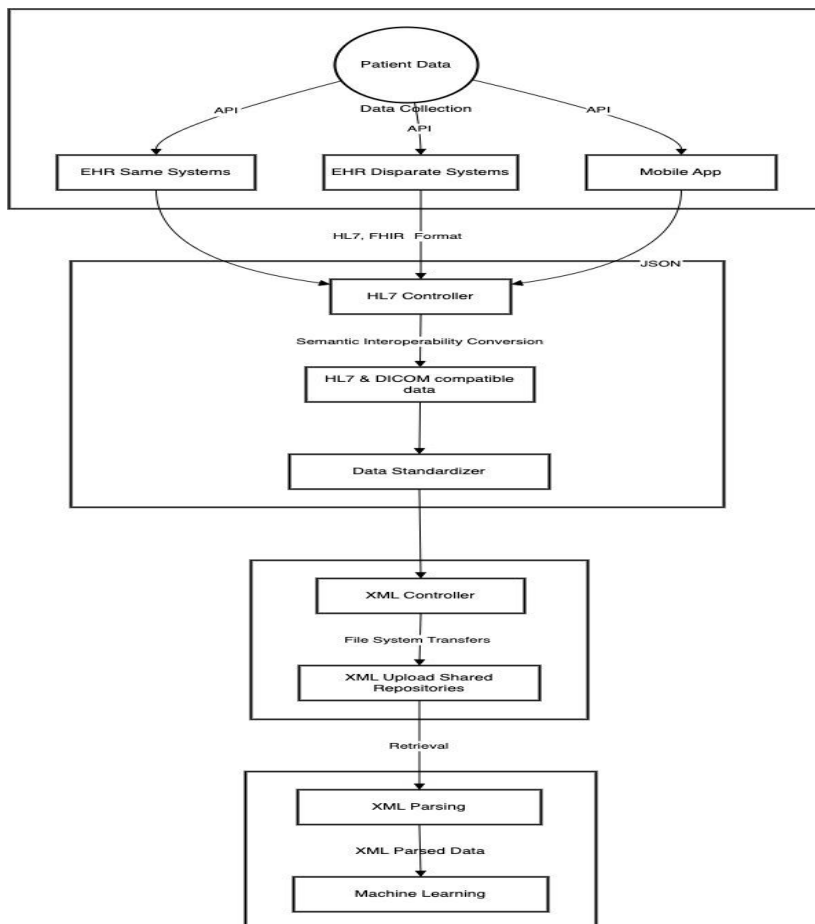 Patient Data
API
Data Collection
API
API
EHR Same Systems
EHR Disparate Systems
Mobile App
HL7, FHIR Format
JSON
HL7 Controller
Semantic Interoperability Conversion
HL7 & DICOM compatible
data
Data Standardizer
XML Controller
File System Transfers
XML Upload Shared
Repositories
Retrieval
XML Parsing
XML Parsed Data
Machine Learning